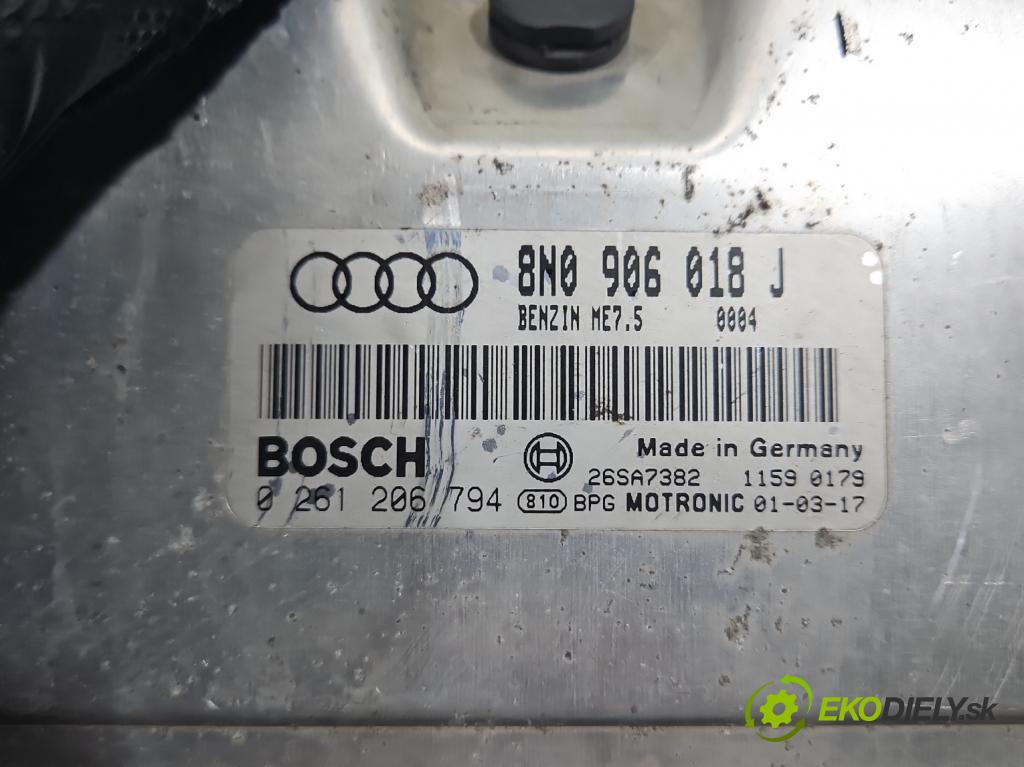 8N0 906 018 J
BENZIN ME7.5 0004
BOSCH
Made in Germany
26SA7382 1159 0179
0 261 206 794 810 BPG MOTRONIC 01-03-17
EKODIELY.sk